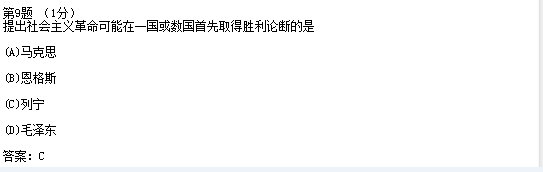 第9题 （1分）
提出社会主义革命可能在一国或数国首先取得胜利论断的是
(A)马克思
(B)恩格斯
(C)列宁
(D)毛泽东
答案：C